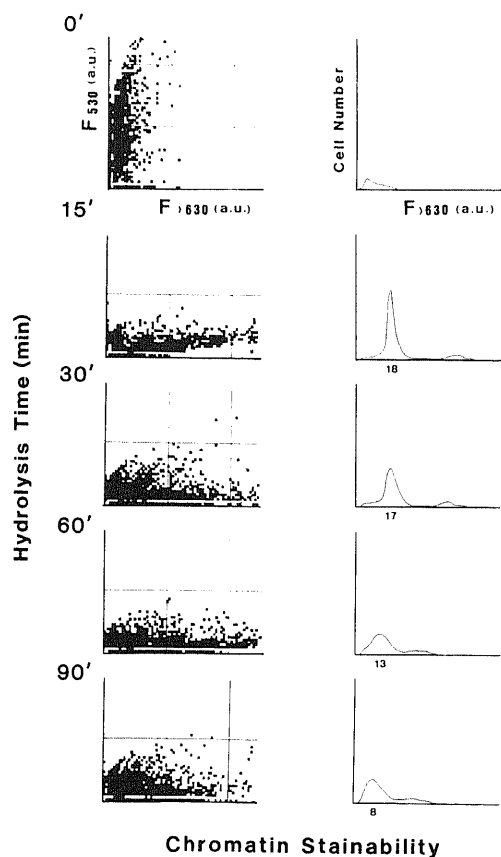 0'
F 530 (a.u.)
Cell Number
F >630 (a.u.)
F >630 (a.u.)
15'
18
30'
17
60'
13
90'
8
Hydrolysis Time (min)
Chromatin Stainability